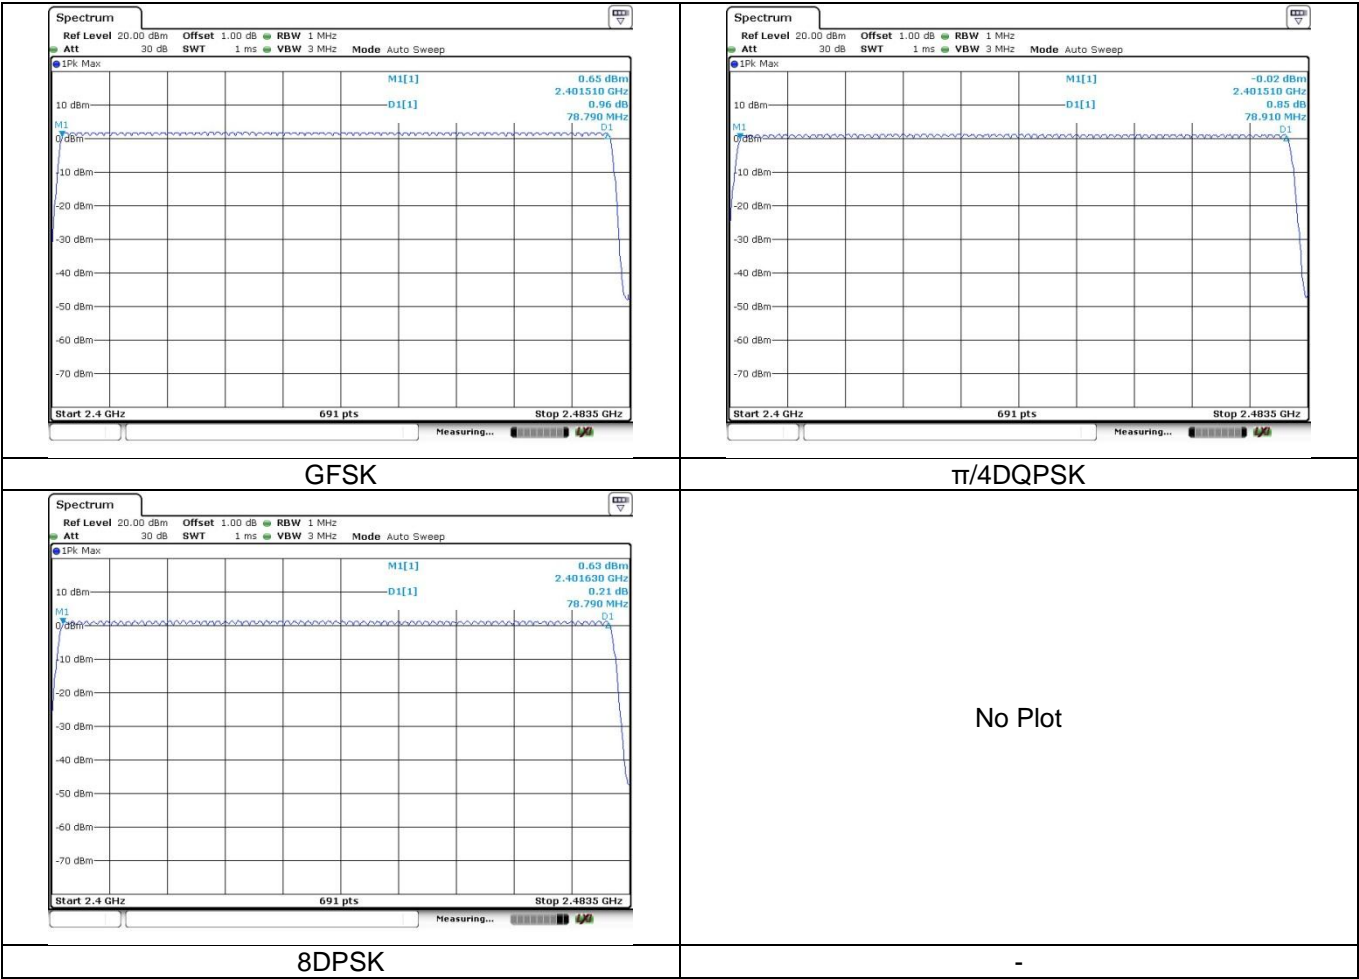 Spectrum
Ref Level 20.00 dBm Offset 1.00 dB RBW 1 MHz
Att 30 dB SWT 1 ms VBW 3 MHz Mode Auto Sweep
1Pk Max
M1[1] 0.65 dBm
2.401510 GHz
10 dBm D1[1] 0.96 dB
78.790 MHz
M1 D1
0 dBm
-10 dBm
-20 dBm
-30 dBm
-40 dBm
-50 dBm
-60 dBm
-70 dBm
Start 2.4 GHz 691 pts Stop 2.4835 GHz
Measuring... LXI
GFSK
Spectrum
Ref Level 20.00 dBm Offset 1.00 dB RBW 1 MHz
Att 30 dB SWT 1 ms VBW 3 MHz Mode Auto Sweep
1Pk Max
M1[1] -0.02 dBm
2.401510 GHz
10 dBm D1[1] 0.85 dB
78.910 MHz
M1 D1
0 dBm
-10 dBm
-20 dBm
-30 dBm
-40 dBm
-50 dBm
-60 dBm
-70 dBm
Start 2.4 GHz 691 pts Stop 2.4835 GHz
Measuring... LXI
π/4DQPSK
Spectrum
Ref Level 20.00 dBm Offset 1.00 dB RBW 1 MHz
Att 30 dB SWT 1 ms VBW 3 MHz Mode Auto Sweep
1Pk Max
M1[1] 0.63 dBm
2.401630 GHz
10 dBm D1[1] 0.21 dB
78.790 MHz
M1 D1
0 dBm
-10 dBm
-20 dBm
-30 dBm
-40 dBm
-50 dBm
-60 dBm
-70 dBm
Start 2.4 GHz 691 pts Stop 2.4835 GHz
Measuring... LXI
8DPSK
No Plot
-